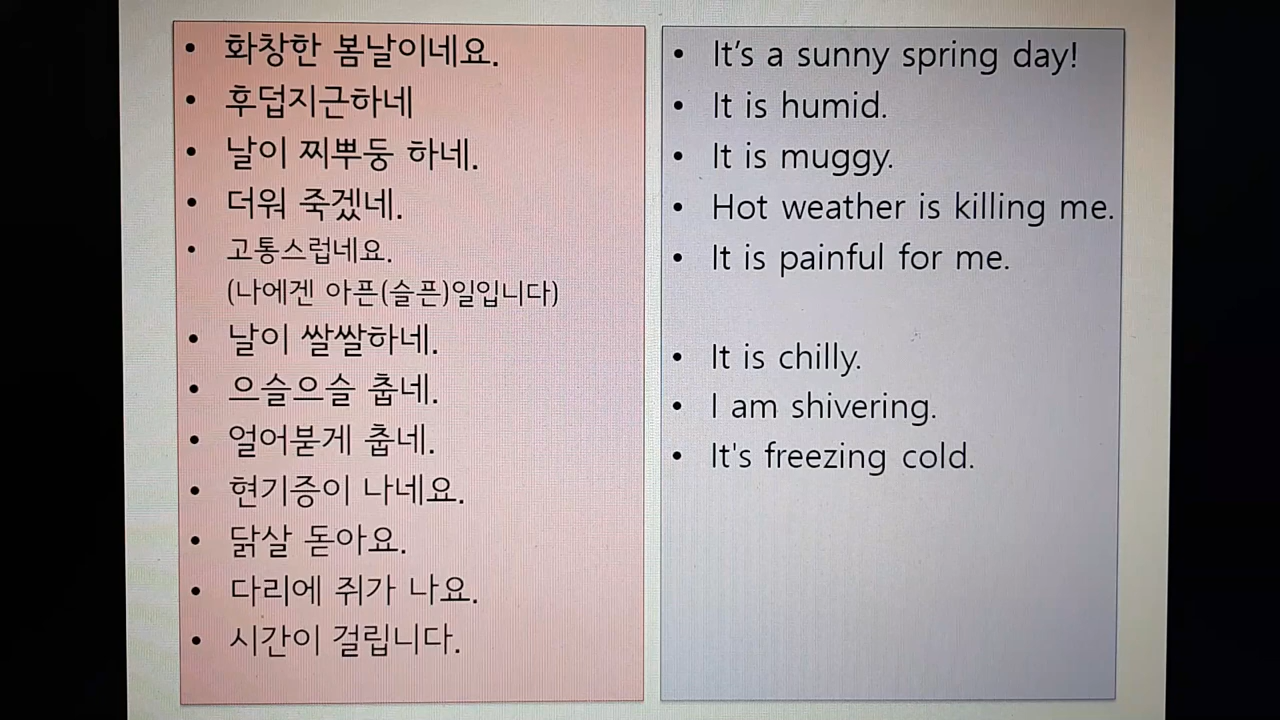 • 화창한 봄날이네요.
• 후덥지근하네
• 날이 찌뿌둥 하네.
• 더워 죽겠네.
• 고통스럽네요.
(나에겐 아픈(슬픈)일입니다)
• 날이 쌀쌀하네.
• 으슬으슬 춥네.
• 얼어붇게 춥네.
• 현기증이 나네요.
• 닭살 돋아요.
• 다리에 쥐가 나요.
• 시간이 걸립니다.
• It’s a sunny spring day!
• It is humid.
• It is muggy.
• Hot weather is killing me.
• It is painful for me.
• It is chilly.
• I am shivering.
• It's freezing cold.